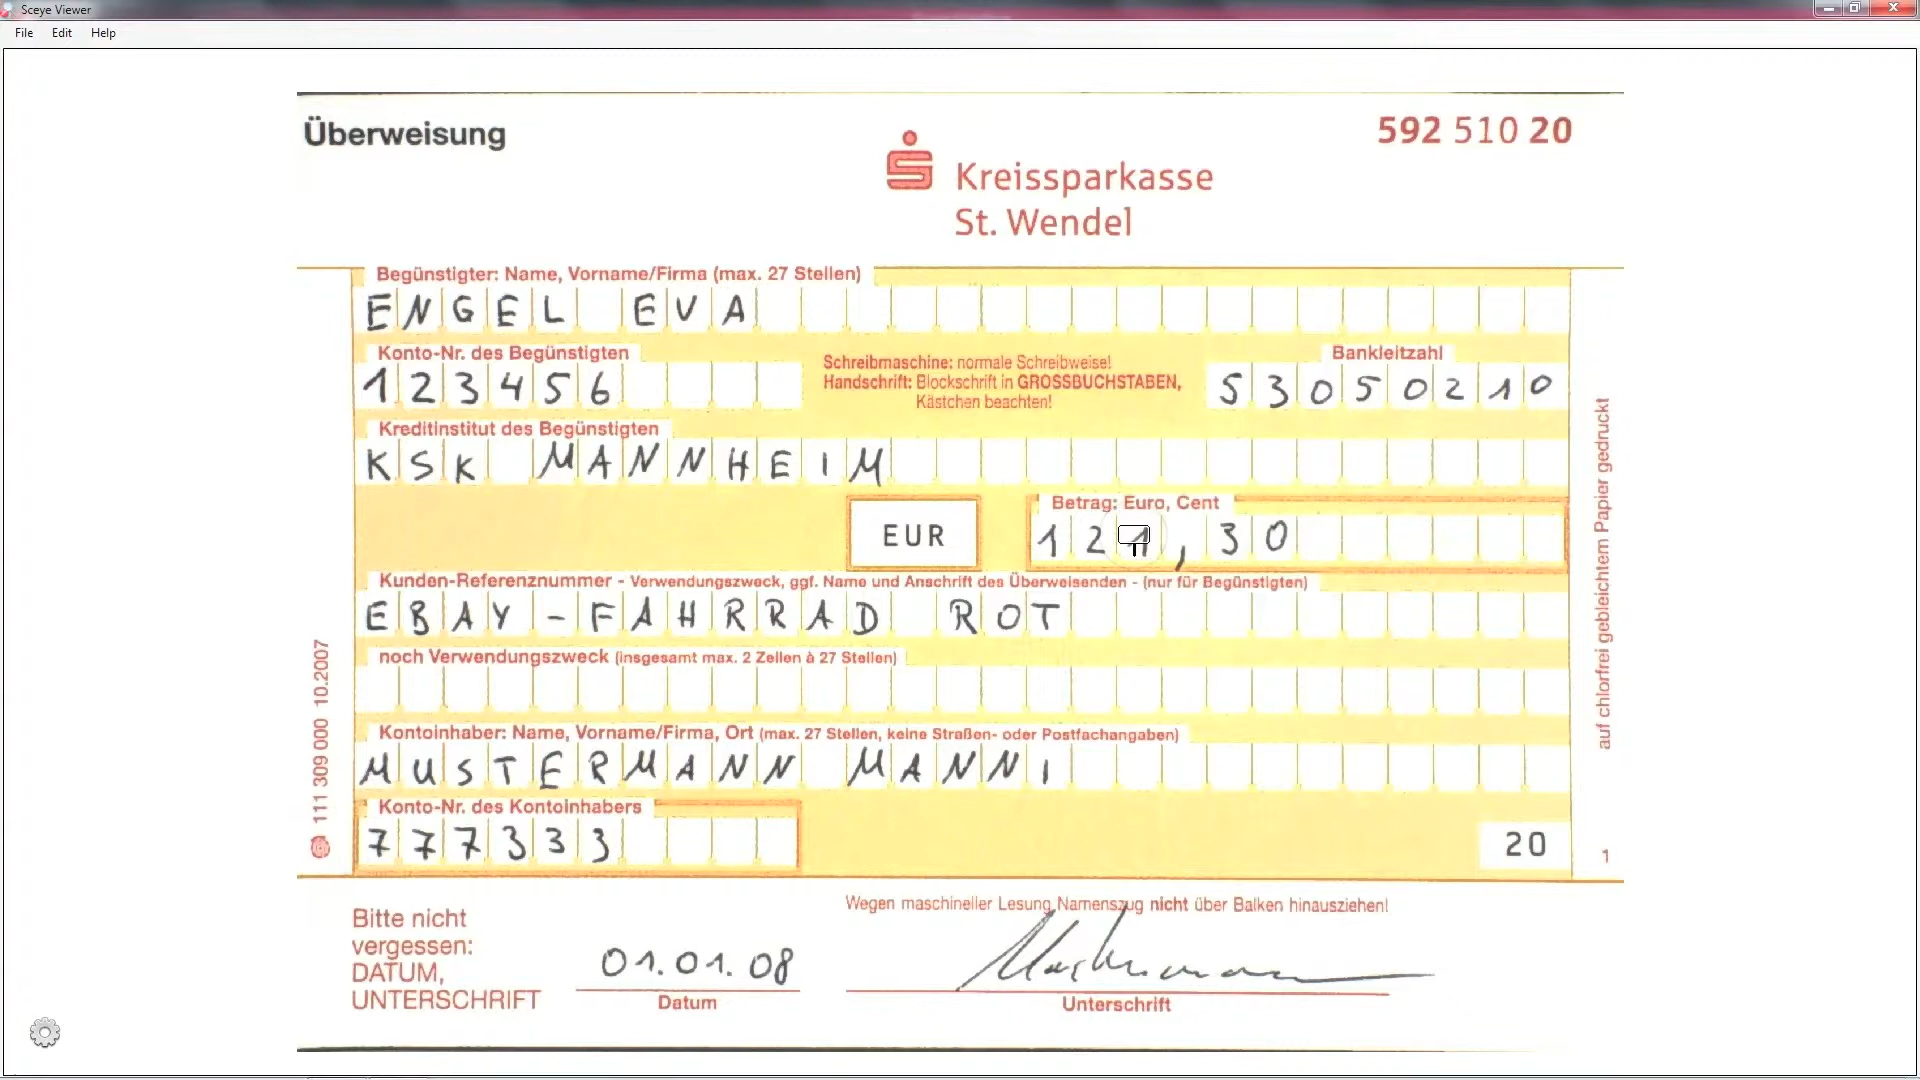 Sceye Viewer
File Edit Help
Überweisung
592 510 20
Kreissparkasse
St. Wendel
Begünstigter: Name, Vorname/Firma (max. 27 Stellen)
ENGEL EVA
Konto-Nr. des Begünstigten
Schreibmaschine: normale Schreibweise!
Handschrift: Blockschrift in GROSSBUCHSTABEN,
Kästchen beachten!
Bankleitzahl
123456
53050210
Kreditinstitut des Begünstigten
KSK MANNHEIM
EUR
Betrag: Euro, Cent
121,30
Kunden-Referenznummer - Verwendungszweck, ggf. Name und Anschrift des Überweisenden - (nur für Begünstigten)
EBAY-FAHRRAD ROT
noch Verwendungszweck (insgesamt max. 2 Zeilen à 27 Stellen)
Kontoinhaber: Name, Vorname/Firma, Ort (max. 27 Stellen, keine Straßen- oder Postfachangaben)
MUSTERMANN MANNI
Konto-Nr. des Kontoinhabers
777333
20
1
111 309 000 10.2007
auf chlorfrei gebleichtem Papier gedruckt
Wegen maschineller Lesung Namenszug nicht über Balken hinausziehen!
Bitte nicht
vergessen:
DATUM,
UNTERSCHRIFT
01.01.08
Datum
Unterschrift